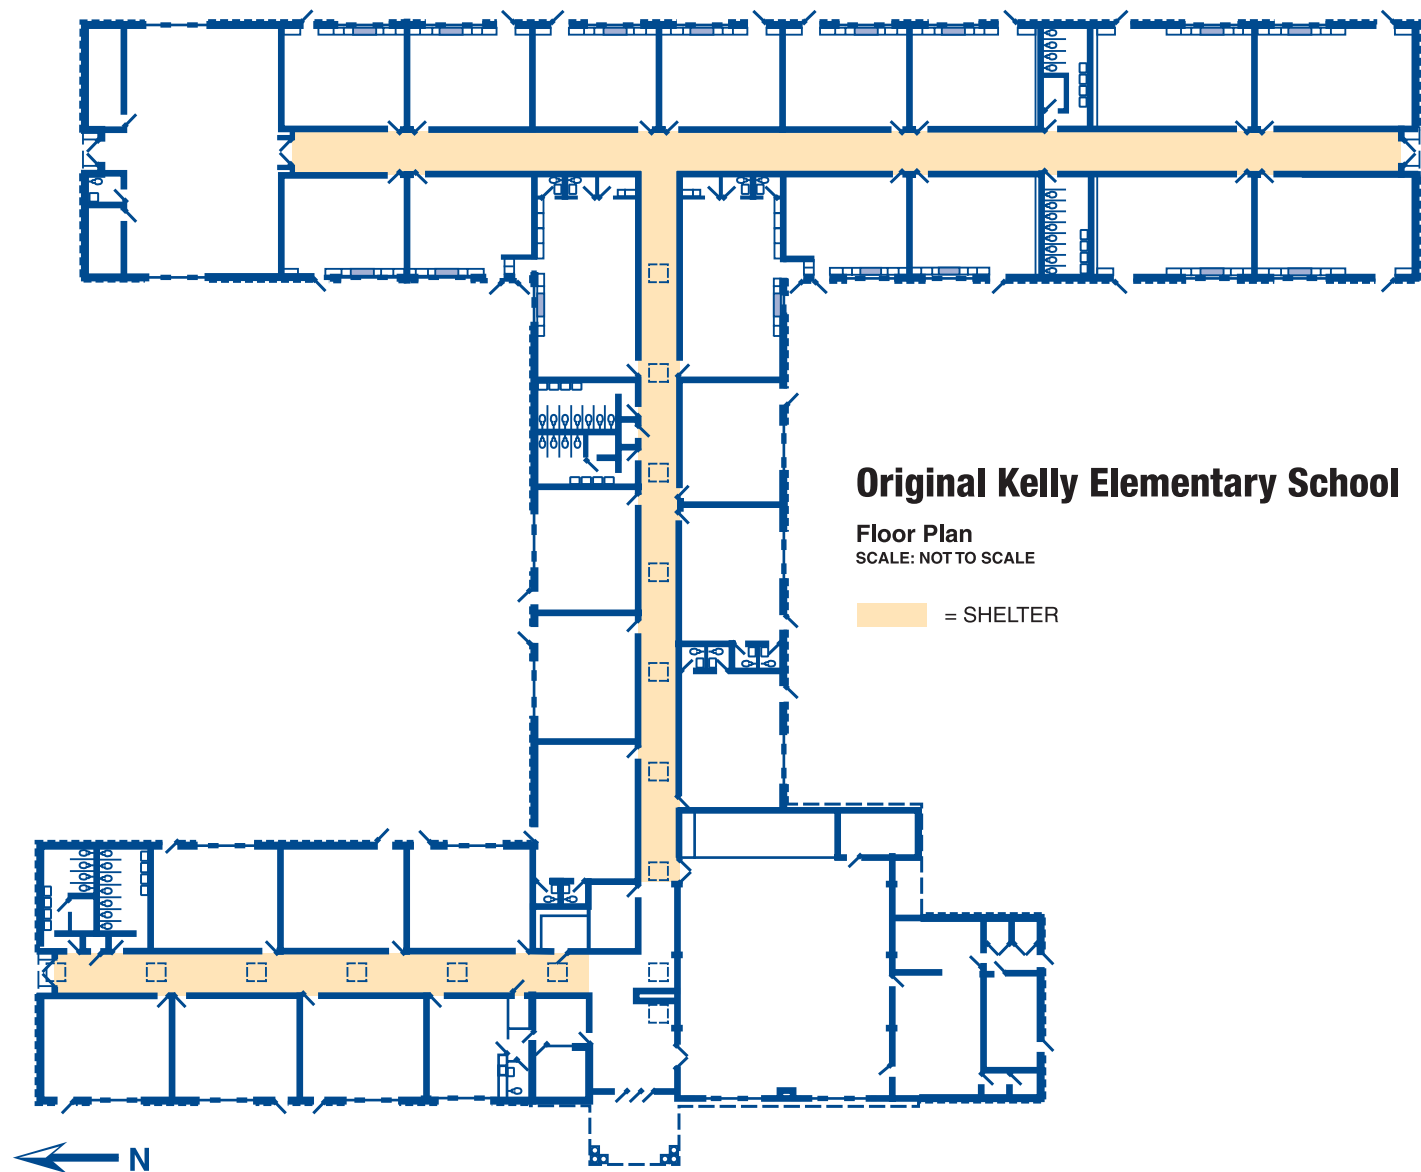 Original Kelly Elementary School
Floor Plan
SCALE: NOT TO SCALE
= SHELTER
N